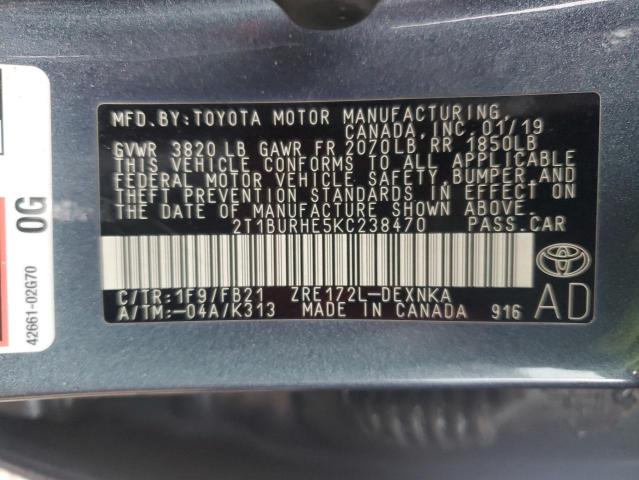 MFD.BY:TOYOTA MOTOR MANUFACTURING,
CANADA, INC. 01/19
GVWR 3820LB GAWR FR 2070LB RR 1850LB
THIS VEHICLE CONFORMS TO ALL APPLICABLE
FEDERAL MOTOR VEHICLE SAFETY, BUMPER, AND
THEFT PREVENTION STANDARDS IN EFFECT ON
THE DATE OF MANUFACTURE SHOWN ABOVE.
2T1BURHE5KC238470 PASS.CAR
C/TR:1F9/FB21 ZRE172L-DEXNKA
A/TM:-04A/K313 MADE IN CANADA 916
AD
0G
42661-02G70